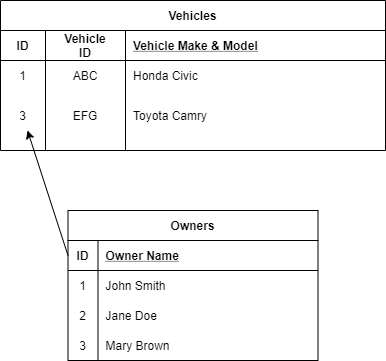 Vehicles
ID Vehicle ID Vehicle Make & Model
1 ABC Honda Civic
3 EFG Toyota Camry
Owners
ID Owner Name
1 John Smith
2 Jane Doe
3 Mary Brown